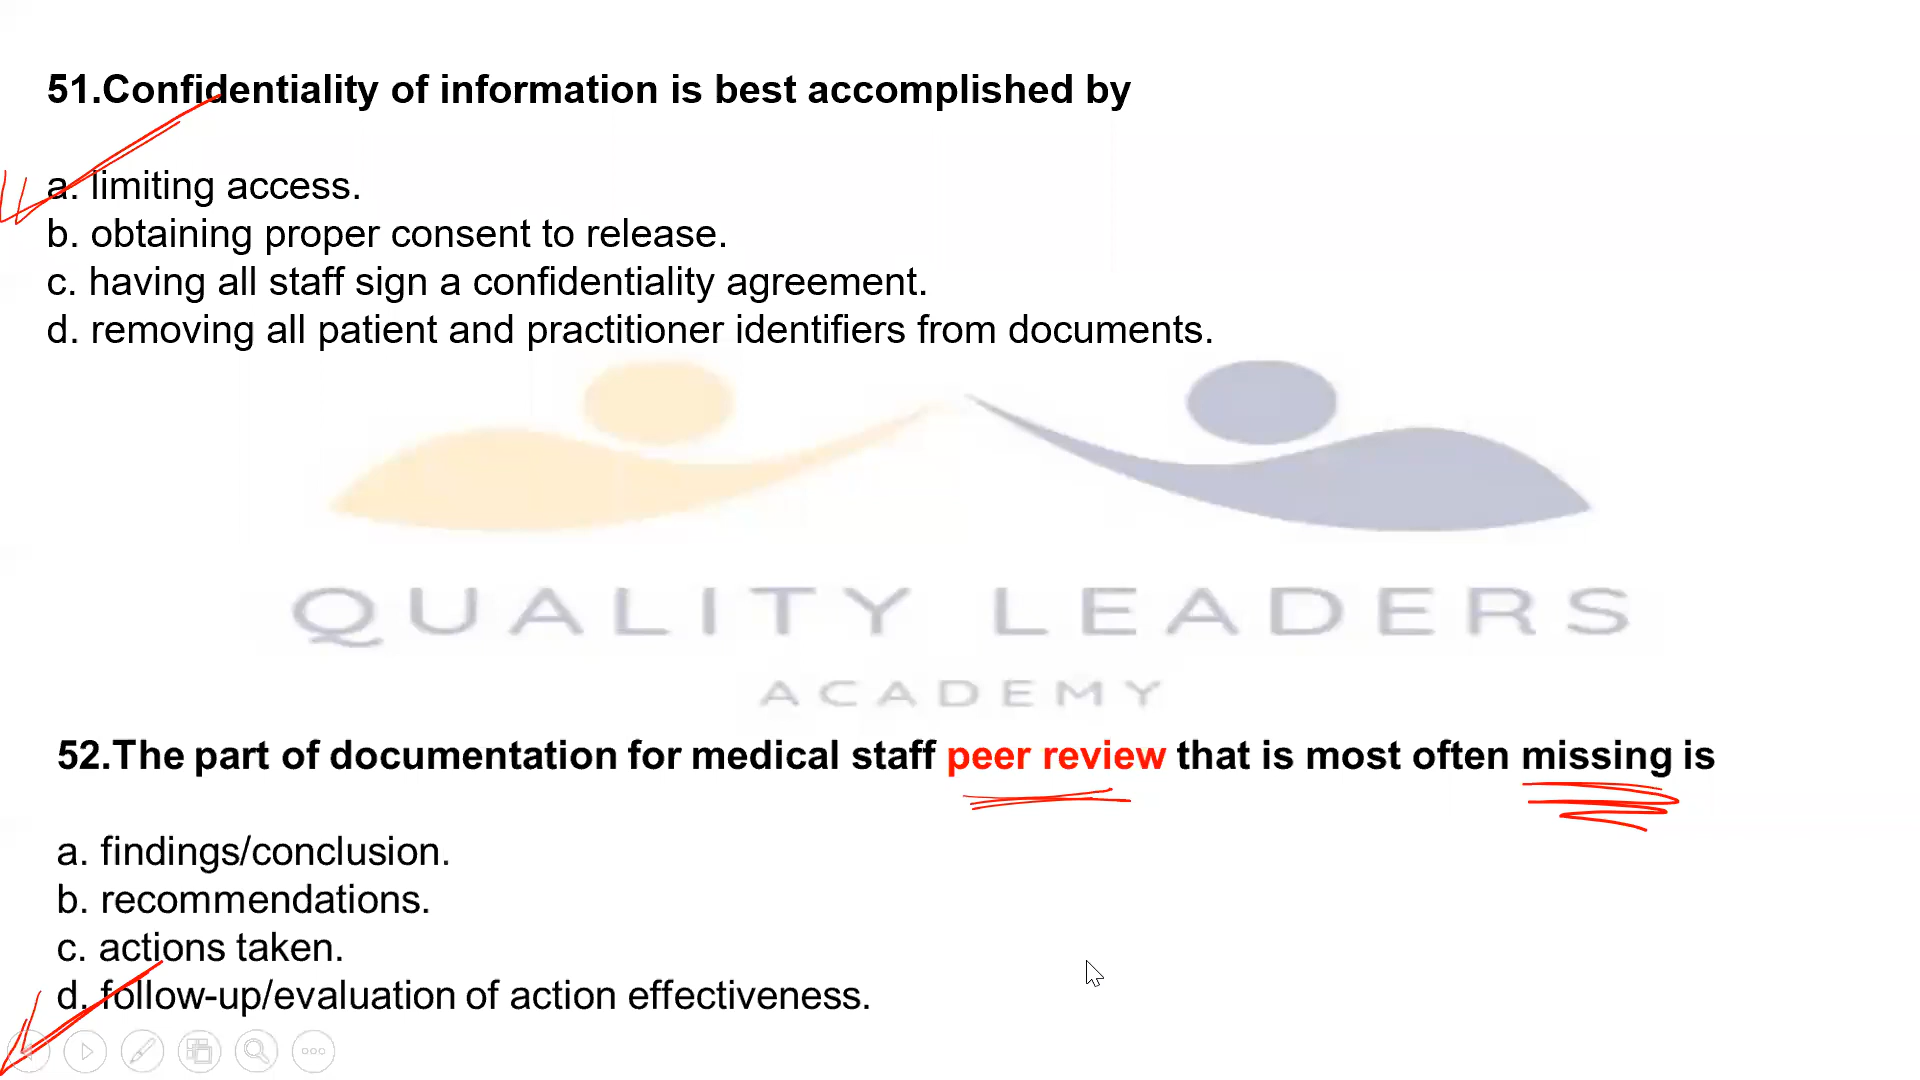 51.Confidentiality of information is best accomplished by
a. limiting access.
b. obtaining proper consent to release.
c. having all staff sign a confidentiality agreement.
d. removing all patient and practitioner identifiers from documents.
QUALITY LEADERS
ACADEMY
52.The part of documentation for medical staff peer review that is most often missing is
a. findings/conclusion.
b. recommendations.
c. actions taken.
d. follow-up/evaluation of action effectiveness.